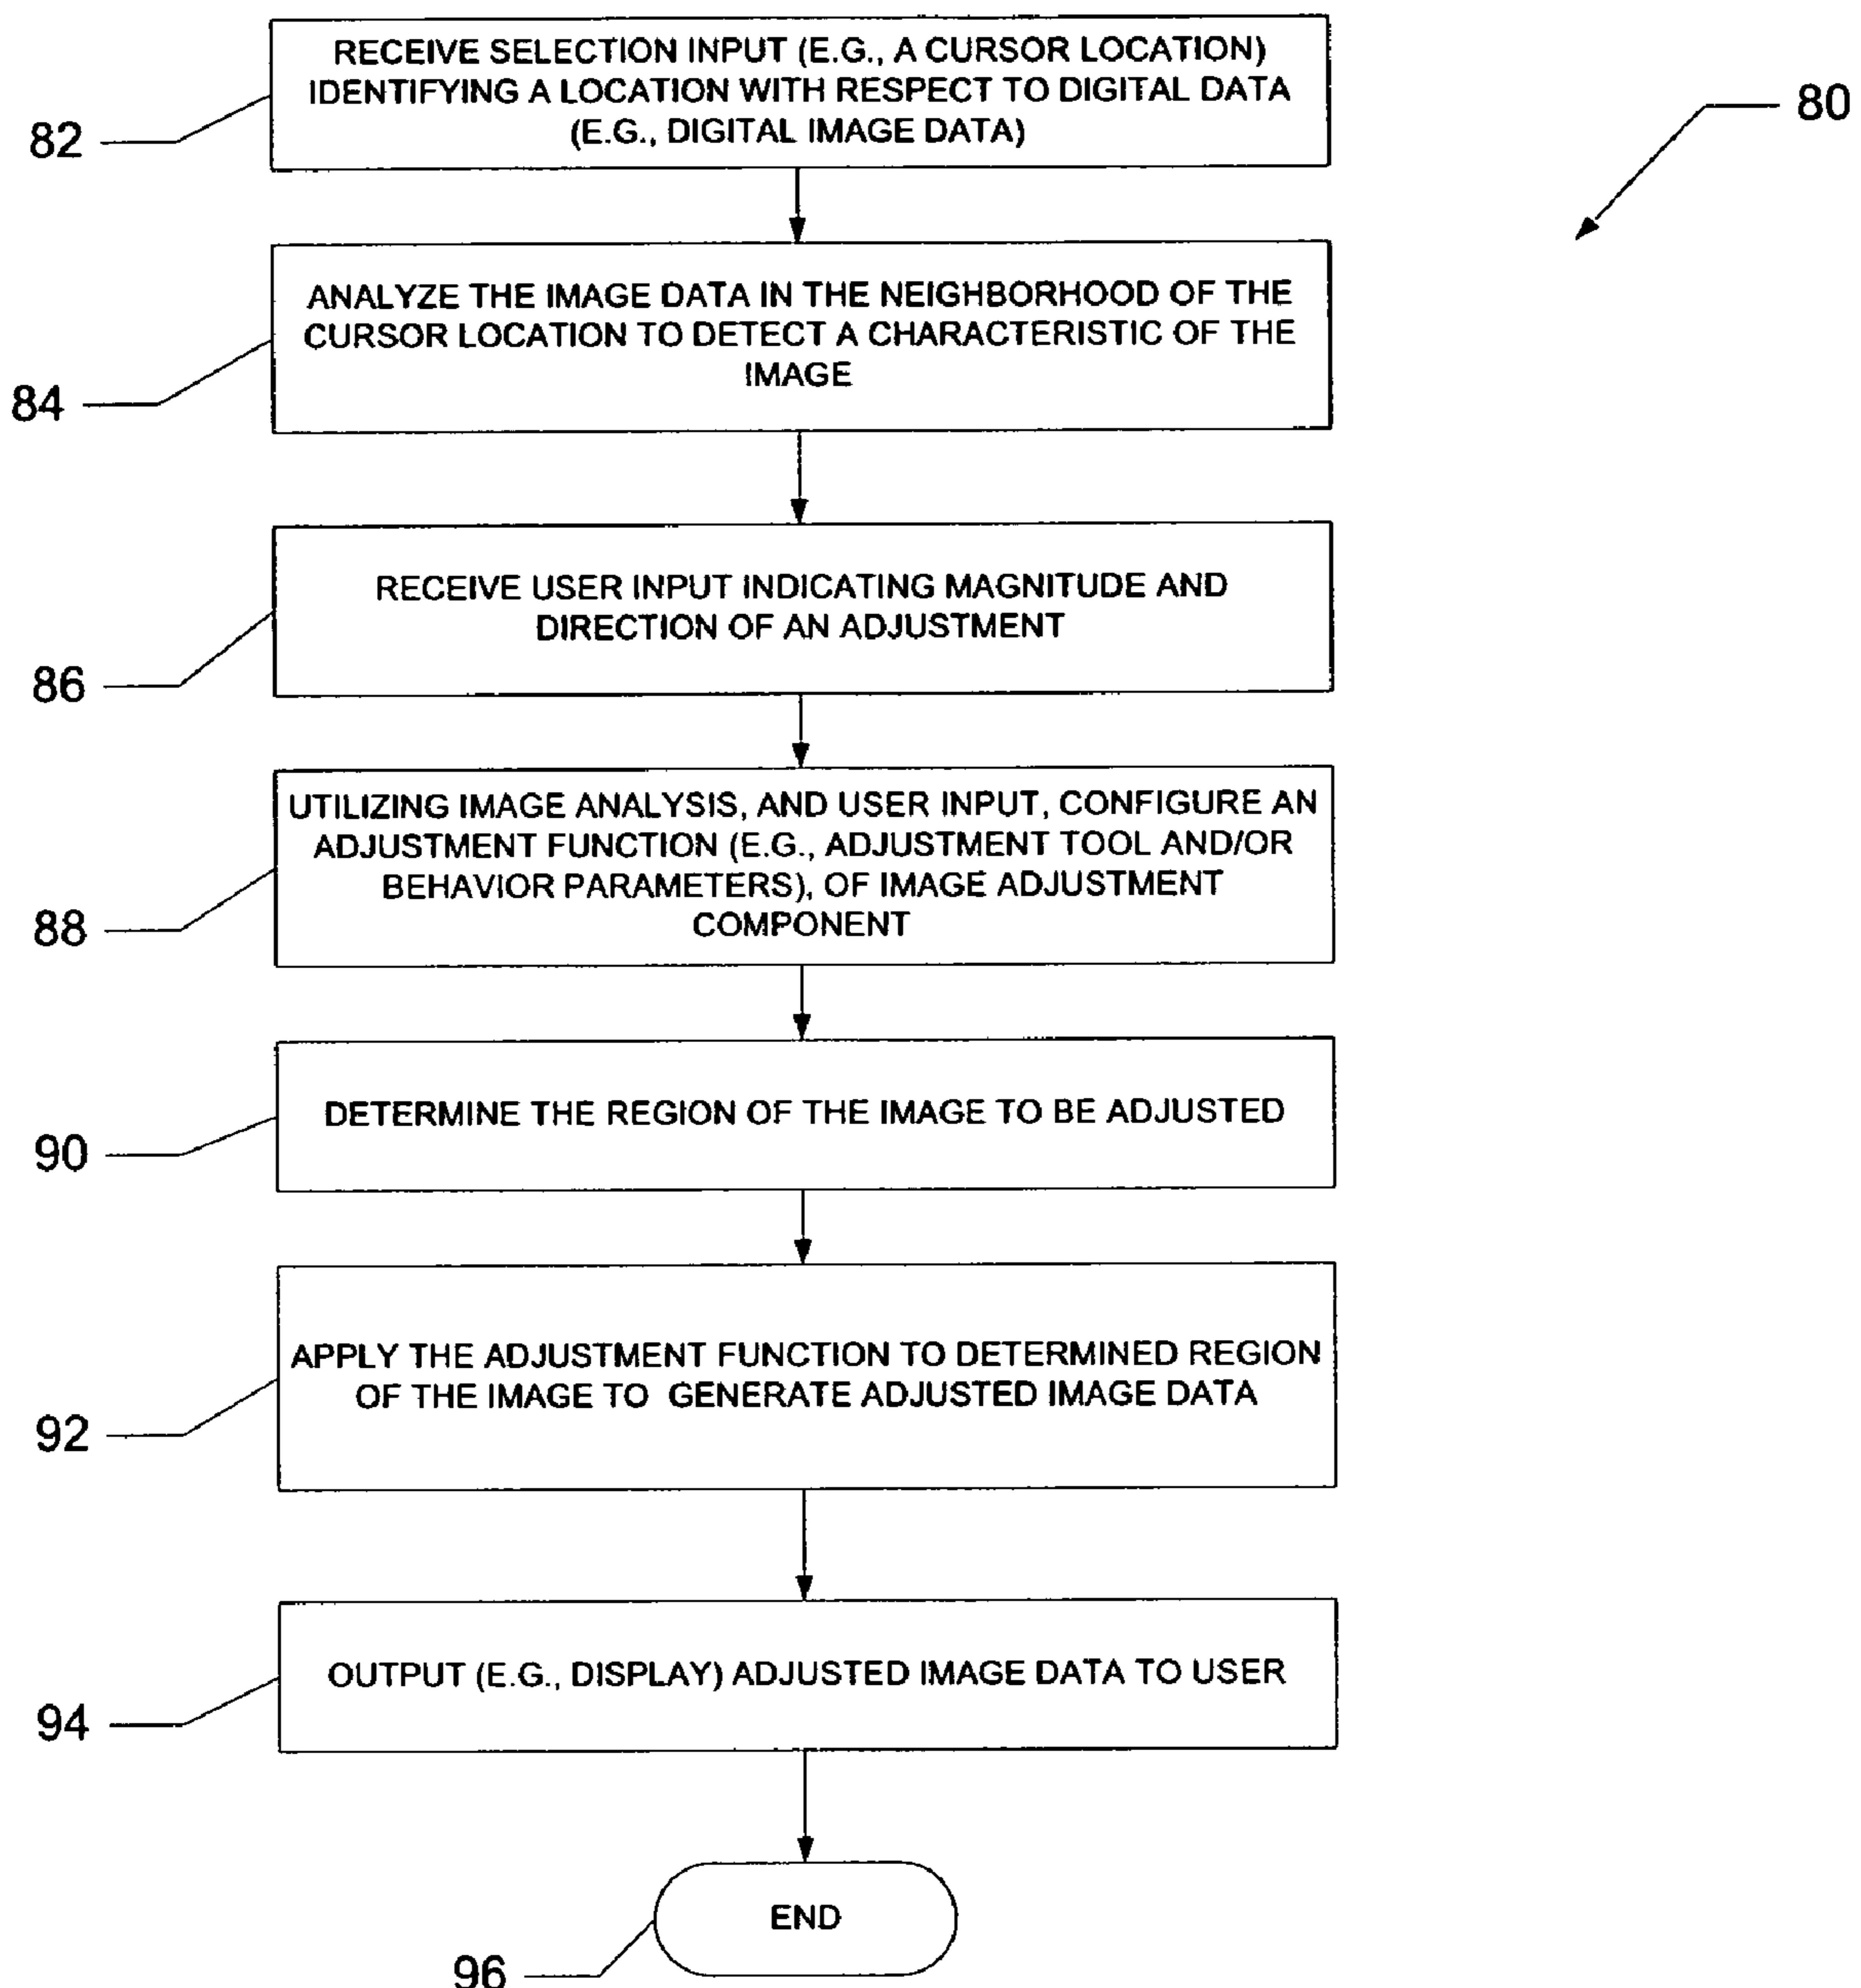 RECEIVE SELECTION INPUT (E.G., A CURSOR LOCATION)
IDENTIFYING A LOCATION WITH RESPECT TO DIGITAL DATA
(E.G., DIGITAL IMAGE DATA)
80
82
ANALYZE THE IMAGE DATA IN THE NEIGHBORHOOD OF THE
CURSOR LOCATION TO DETECT A CHARACTERISTIC OF THE
IMAGE
84
RECEIVE USER INPUT INDICATING MAGNITUDE AND
DIRECTION OF AN ADJUSTMENT
86
UTILIZING IMAGE ANALYSIS, AND USER INPUT, CONFIGURE AN
ADJUSTMENT FUNCTION (E.G., ADJUSTMENT TOOL AND/OR
BEHAVIOR PARAMETERS), OF IMAGE ADJUSTMENT
COMPONENT
88
DETERMINE THE REGION OF THE IMAGE TO BE ADJUSTED
90
APPLY THE ADJUSTMENT FUNCTION TO DETERMINED REGION
OF THE IMAGE TO GENERATE ADJUSTED IMAGE DATA
92
OUTPUT (E.G., DISPLAY) ADJUSTED IMAGE DATA TO USER
94
END
96